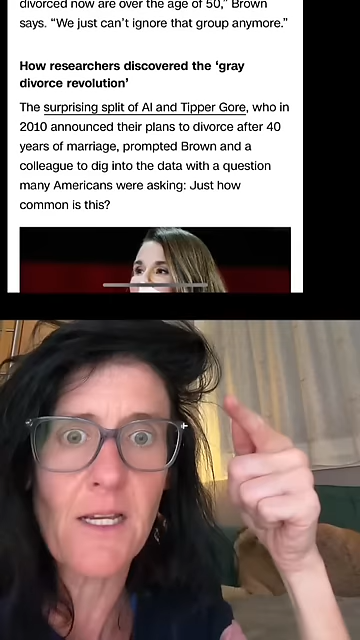 divorced now are over the age of 50,” Brown
says. “We just can’t ignore that group anymore.”
How researchers discovered the ‘gray
divorce revolution’
The surprising split of Al and Tipper Gore, who in
2010 announced their plans to divorce after 40
years of marriage, prompted Brown and a
colleague to dig into the data with a question
many Americans were asking: Just how
common is this?